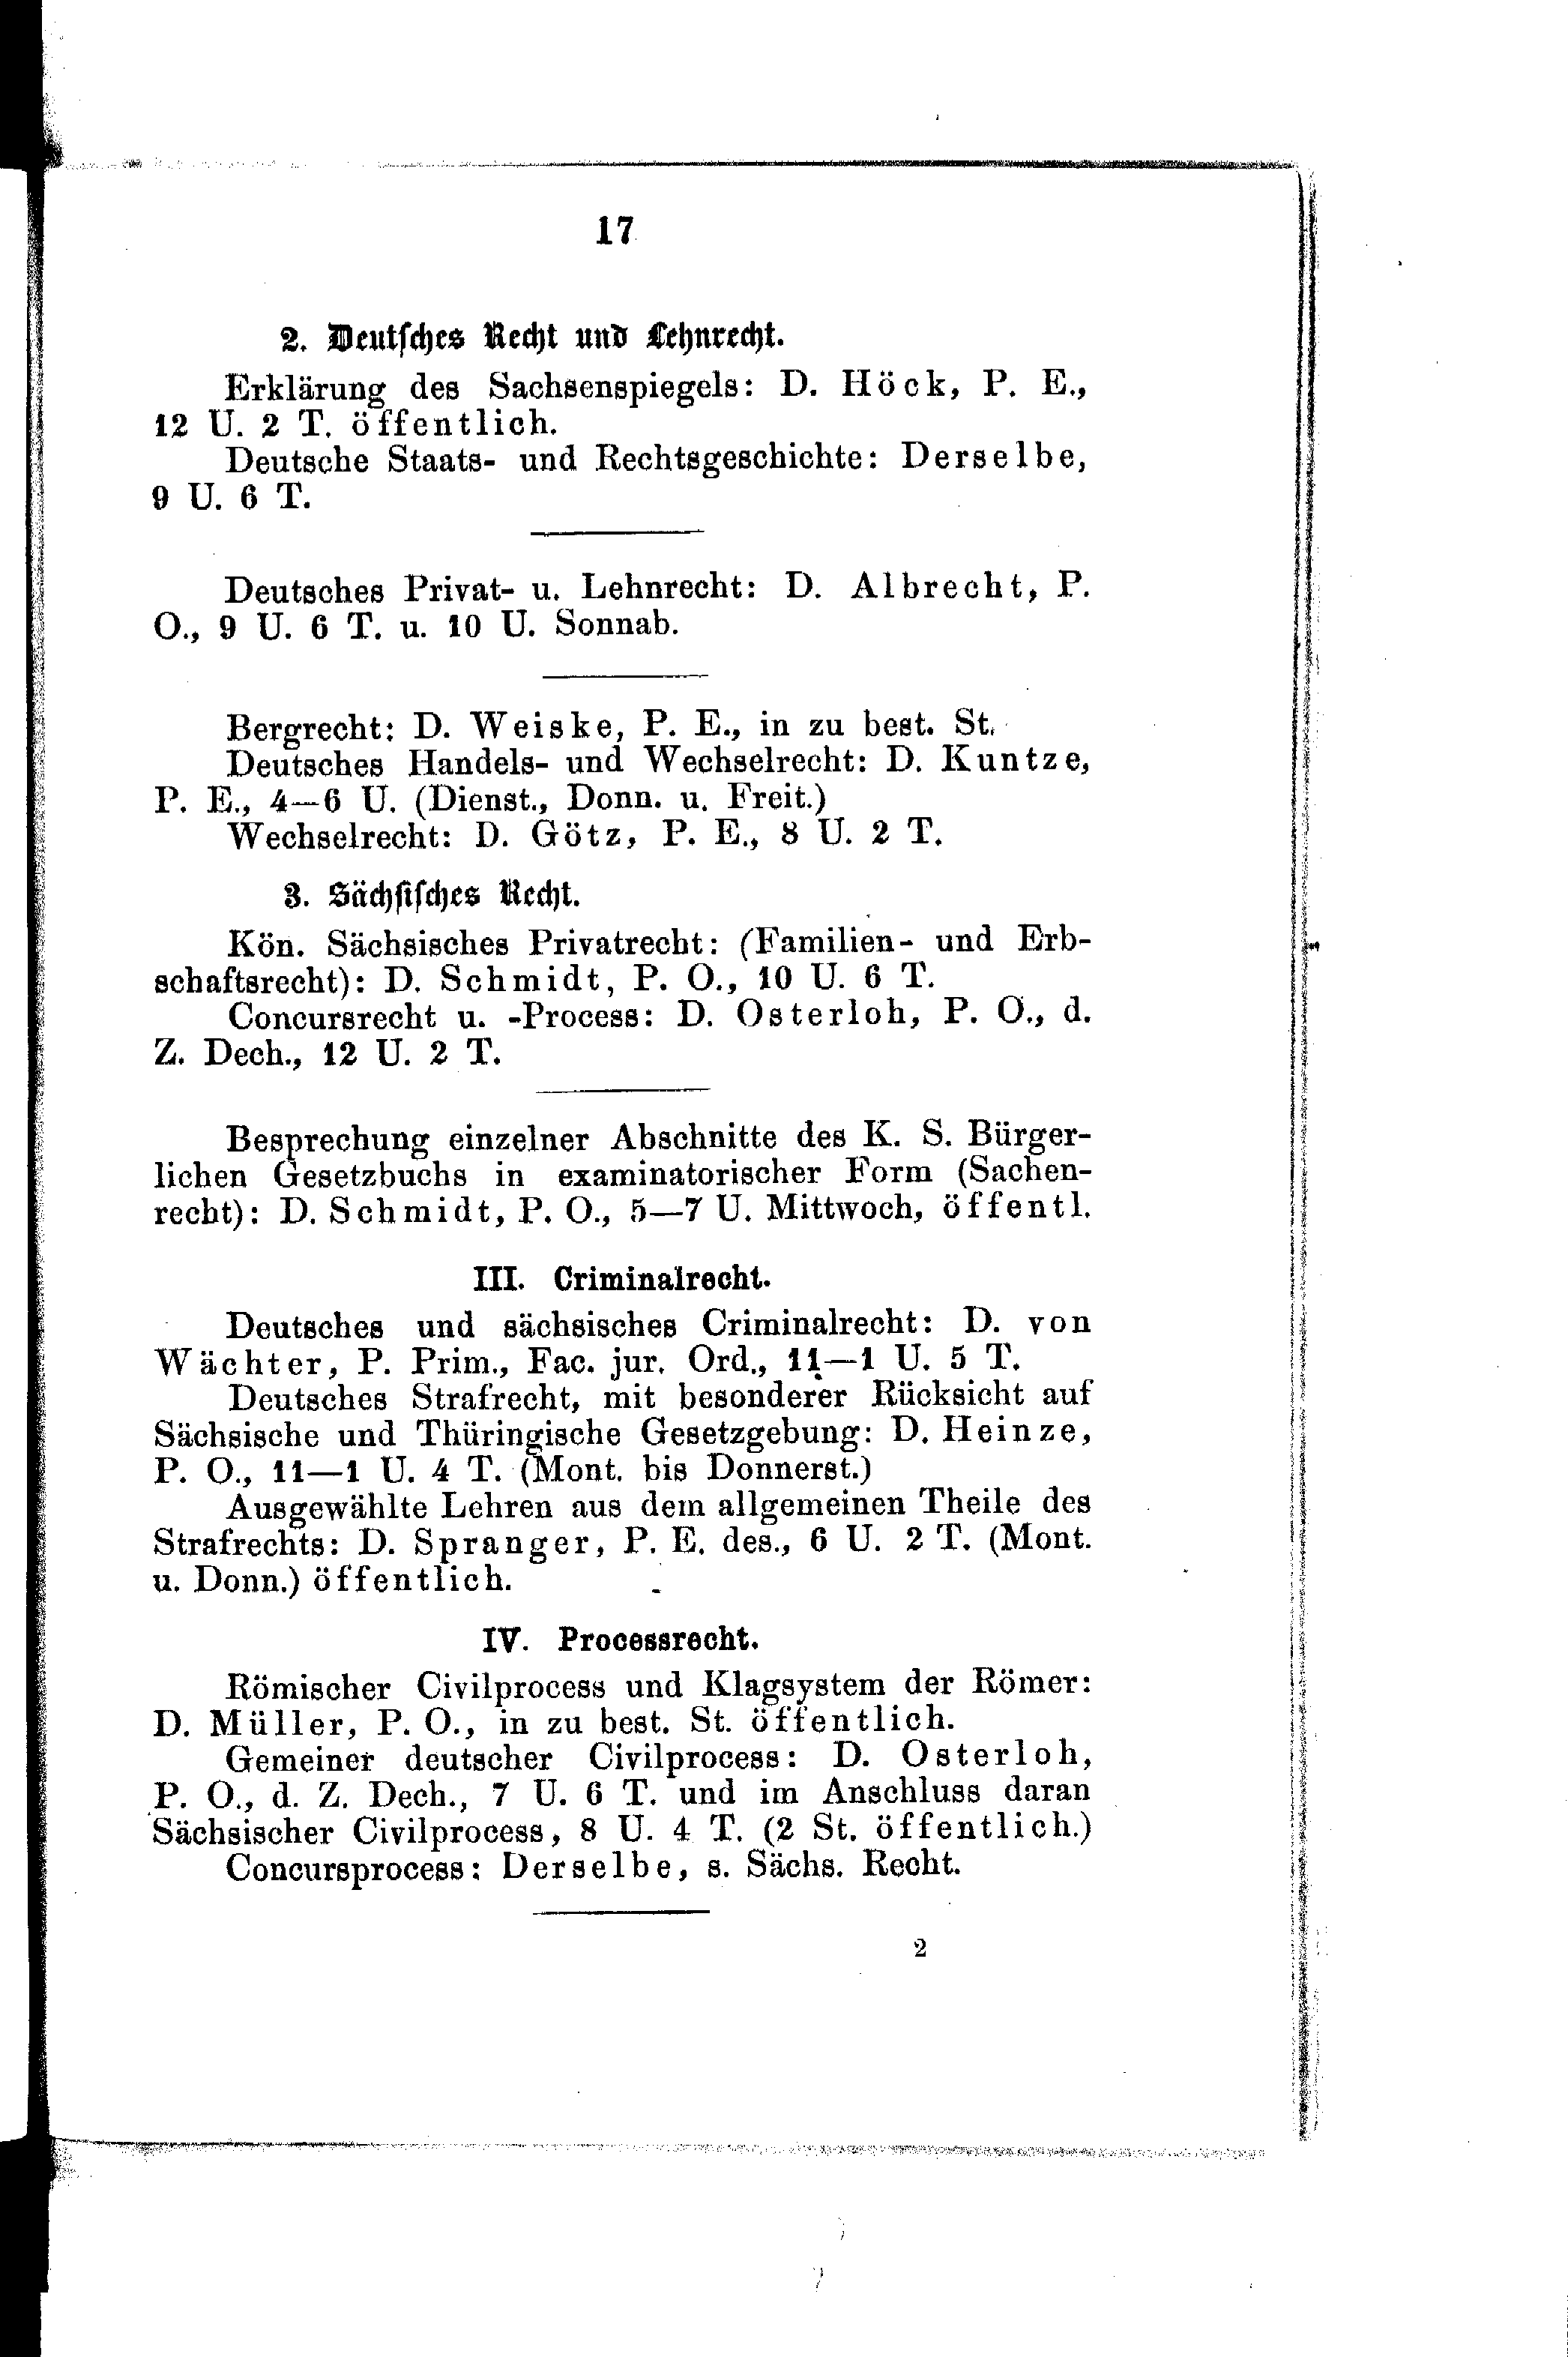 17
2. Deutsches Recht und Lehnrecht.
Erklärung des Sachsenspiegels: D. Höck, P. E.,
12 U. 2 T. öffentlich.
Deutsche Staats- und Rechtsgeschichte: Derselbe,
9 U. 6 T.
Deutsches Privat- u. Lehnrecht: D. Albrecht, P.
O., 9 U. 6 T. u. 10 U. Sonnab.
Bergrecht: D. Weiske, P. E., in zu best. St.
Deutsches Handels- und Wechselrecht: D. Kuntze,
P. E., 4—6 U. (Dienst., Donn. u. Freit.)
Wechselrecht: D. Götz, P. E., 8 U. 2 T.
3. Sächsisches Recht.
Kön. Sächsisches Privatrecht: (Familien- und Erb-
schaftsrecht): D. Schmidt, P. O., 10 U. 6 T.
Concursrecht u. -Process: D. Osterloh, P. O., d.
Z. Dech., 12 U. 2 T.
Besprechung einzelner Abschnitte des K. S. Bürger-
lichen Gesetzbuchs in examinatorischer Form (Sachen-
recht): D. Schmidt, P. O., 5—7 U. Mittwoch, öffentl.
III. Criminalrecht.
Deutsches und sächsisches Criminalrecht: D. von
Wächter, P. Prim., Fac. jur. Ord., 11—1 U. 5 T.
Deutsches Strafrecht, mit besonderer Rücksicht auf
Sächsische und Thüringische Gesetzgebung: D. Heinze,
P. O., 11—1 U. 4 T. (Mont. bis Donnerst.)
Ausgewählte Lehren aus dem allgemeinen Theile des
Strafrechts: D. Spranger, P. E. des., 6 U. 2 T. (Mont.
u. Donn.) öffentlich.
IV. Processrecht.
Römischer Civilprocess und Klagsystem der Römer:
D. Müller, P. O., in zu best. St. öffentlich.
Gemeiner deutscher Civilprocess: D. Osterloh,
P. O., d. Z. Dech., 7 U. 6 T. und im Anschluss daran
Sächsischer Civilprocess, 8 U. 4 T. (2 St. öffentlich.)
Concursprocess: Derselbe, s. Sächs. Recht.
2